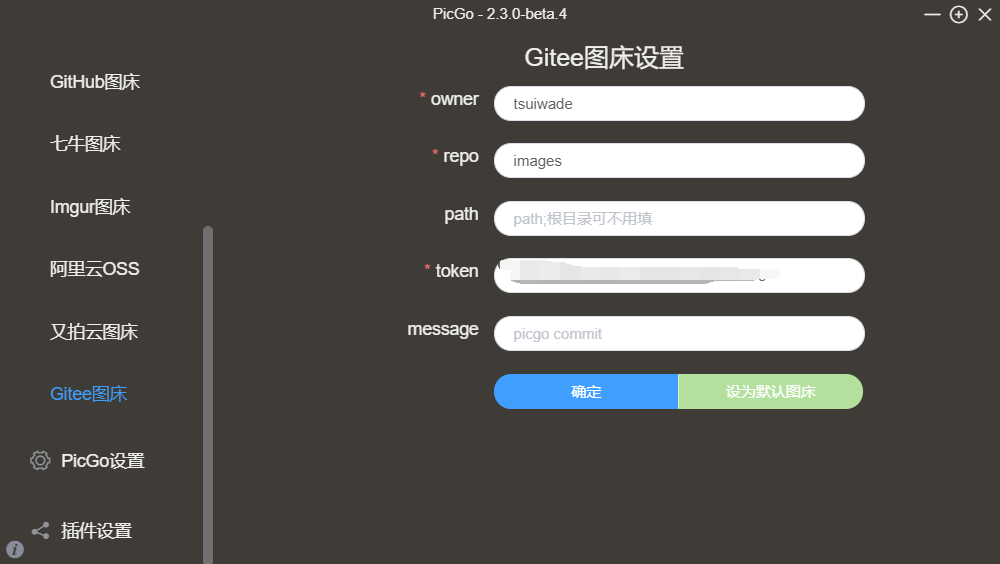 PicGo - 2.3.0-beta.4
GitHub图床
七牛图床
Imgur图床
阿里云OSS
又拍云图床
Gitee图床
PicGo设置
插件设置
Gitee图床设置
* owner
tsuiwade
* repo
images
path
path;根目录可不用填
* token
message
picgo commit
确定
设为默认图床